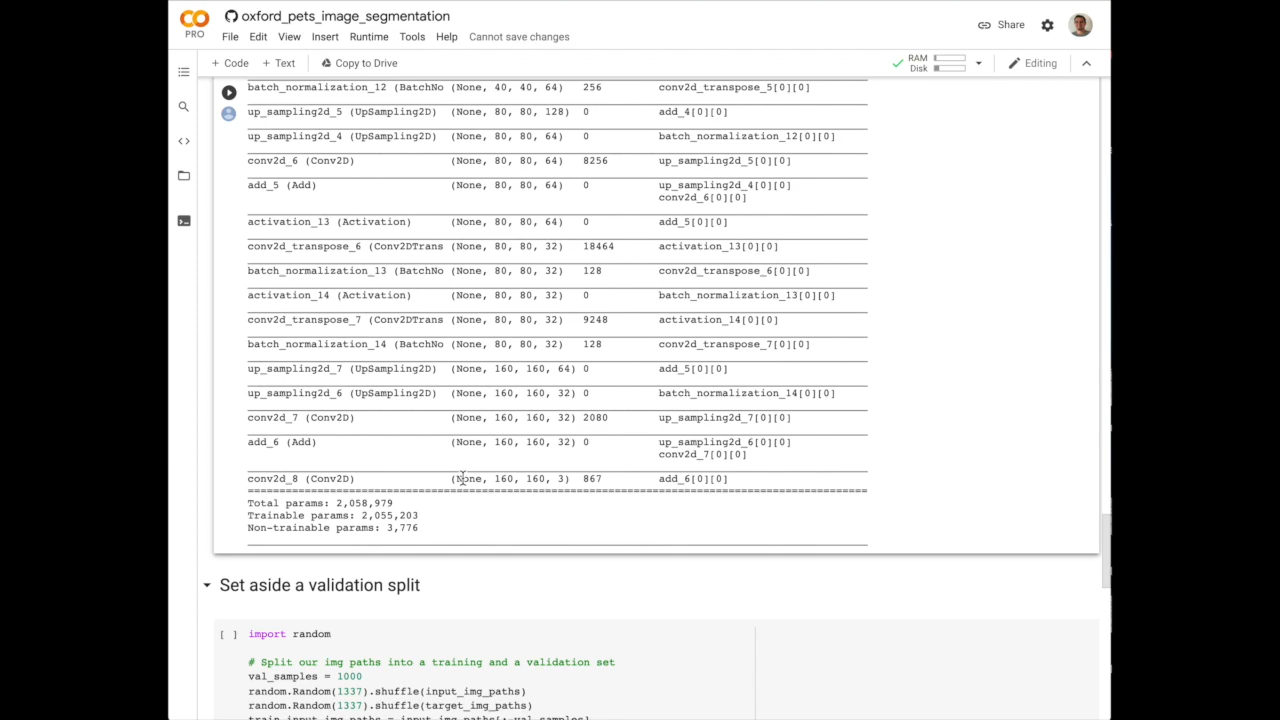 oxford_pets_image_segmentation
PRO
File Edit View Insert Runtime Tools Help Cannot save changes
Share
+ Code + Text Copy to Drive
RAM
Disk
Editing
batch_normalization_12 (BatchNo (None, 40, 40, 64) 256 conv2d_transpose_5[0][0]
up_sampling2d_5 (UpSampling2D) (None, 80, 80, 128) 0 add_4[0][0]
up_sampling2d_4 (UpSampling2D) (None, 80, 80, 64) 0 batch_normalization_12[0][0]
conv2d_6 (Conv2D) (None, 80, 80, 64) 8256 up_sampling2d_5[0][0]
add_5 (Add) (None, 80, 80, 64) 0 up_sampling2d_4[0][0]
conv2d_6[0][0]
activation_13 (Activation) (None, 80, 80, 64) 0 add_5[0][0]
conv2d_transpose_6 (Conv2DTrans (None, 80, 80, 32) 18464 activation_13[0][0]
batch_normalization_13 (BatchNo (None, 80, 80, 32) 128 conv2d_transpose_6[0][0]
activation_14 (Activation) (None, 80, 80, 32) 0 batch_normalization_13[0][0]
conv2d_transpose_7 (Conv2DTrans (None, 80, 80, 32) 9248 activation_14[0][0]
batch_normalization_14 (BatchNo (None, 80, 80, 32) 128 conv2d_transpose_7[0][0]
up_sampling2d_7 (UpSampling2D) (None, 160, 160, 64) 0 add_5[0][0]
up_sampling2d_6 (UpSampling2D) (None, 160, 160, 32) 0 batch_normalization_14[0][0]
conv2d_7 (Conv2D) (None, 160, 160, 32) 2080 up_sampling2d_7[0][0]
add_6 (Add) (None, 160, 160, 32) 0 up_sampling2d_6[0][0]
conv2d_7[0][0]
conv2d_8 (Conv2D) (None, 160, 160, 3) 867 add_6[0][0]
Total params: 2,058,979
Trainable params: 2,055,203
Non-trainable params: 3,776
Set aside a validation split
[ ] import random
# Split our img paths into a training and a validation set
val_samples = 1000
random.Random(1337).shuffle(input_img_paths)
random.Random(1337).shuffle(target_img_paths)
train_input_img_paths = input_img_paths[:-val_samples]